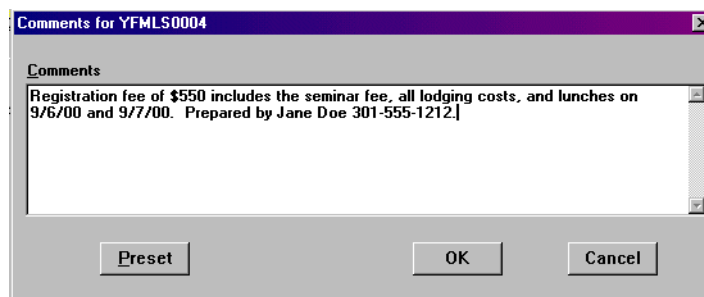 Comments for YFMLS0004
Comments
Registration fee of $550 includes the seminar fee, all lodging costs, and lunches on
9/6/00 and 9/7/00.  Prepared by Jane Doe 301-555-1212.
Preset OK Cancel